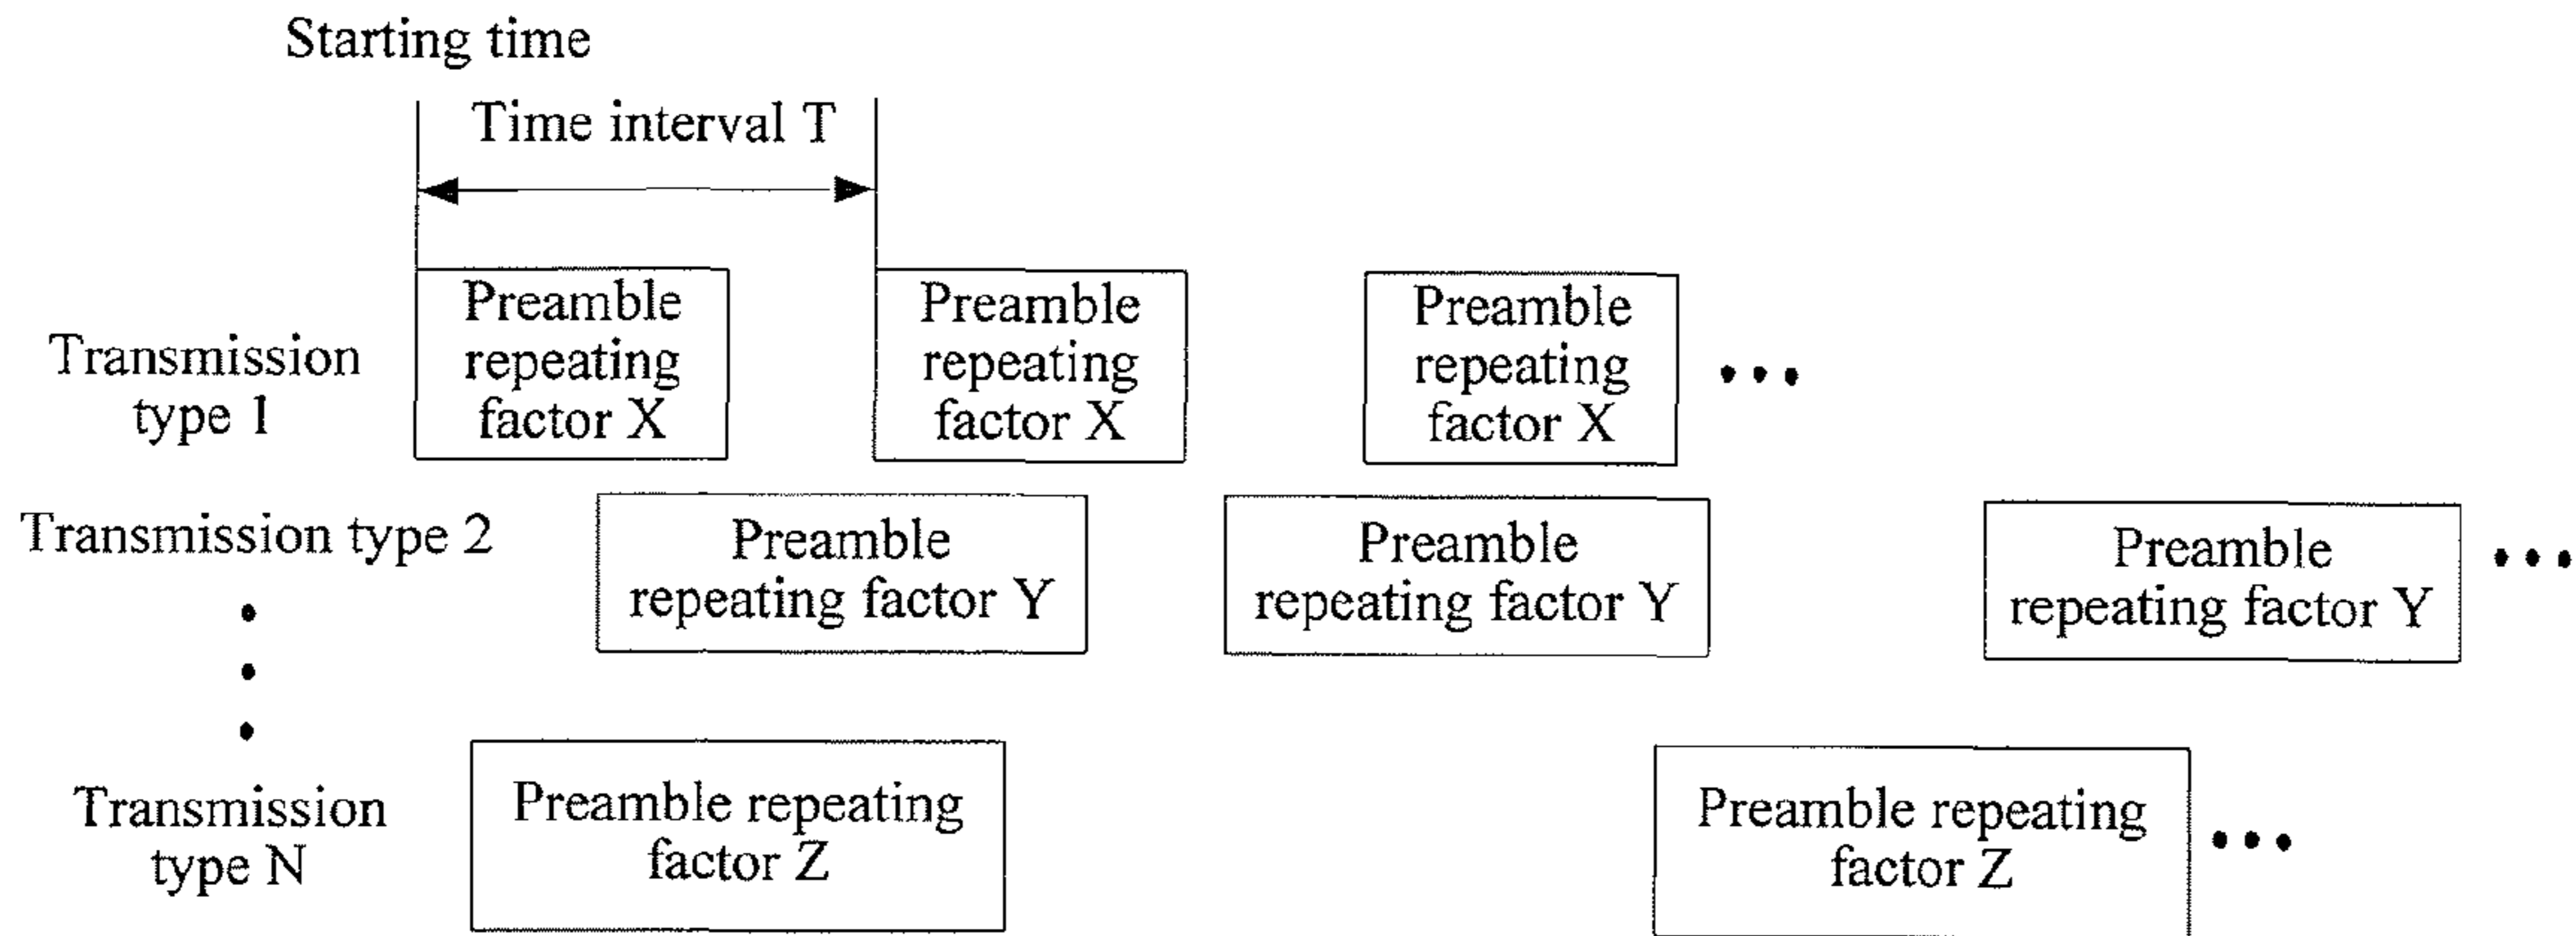 Starting time
Time interval T
Transmission
type 1
Preamble
repeating
factor X
Preamble
repeating
factor X
Preamble
repeating
factor X
Transmission type 2
Preamble
repeating factor Y
Preamble
repeating factor Y
Preamble
repeating factor Y
Transmission
type N
Preamble repeating
factor Z
Preamble repeating
factor Z